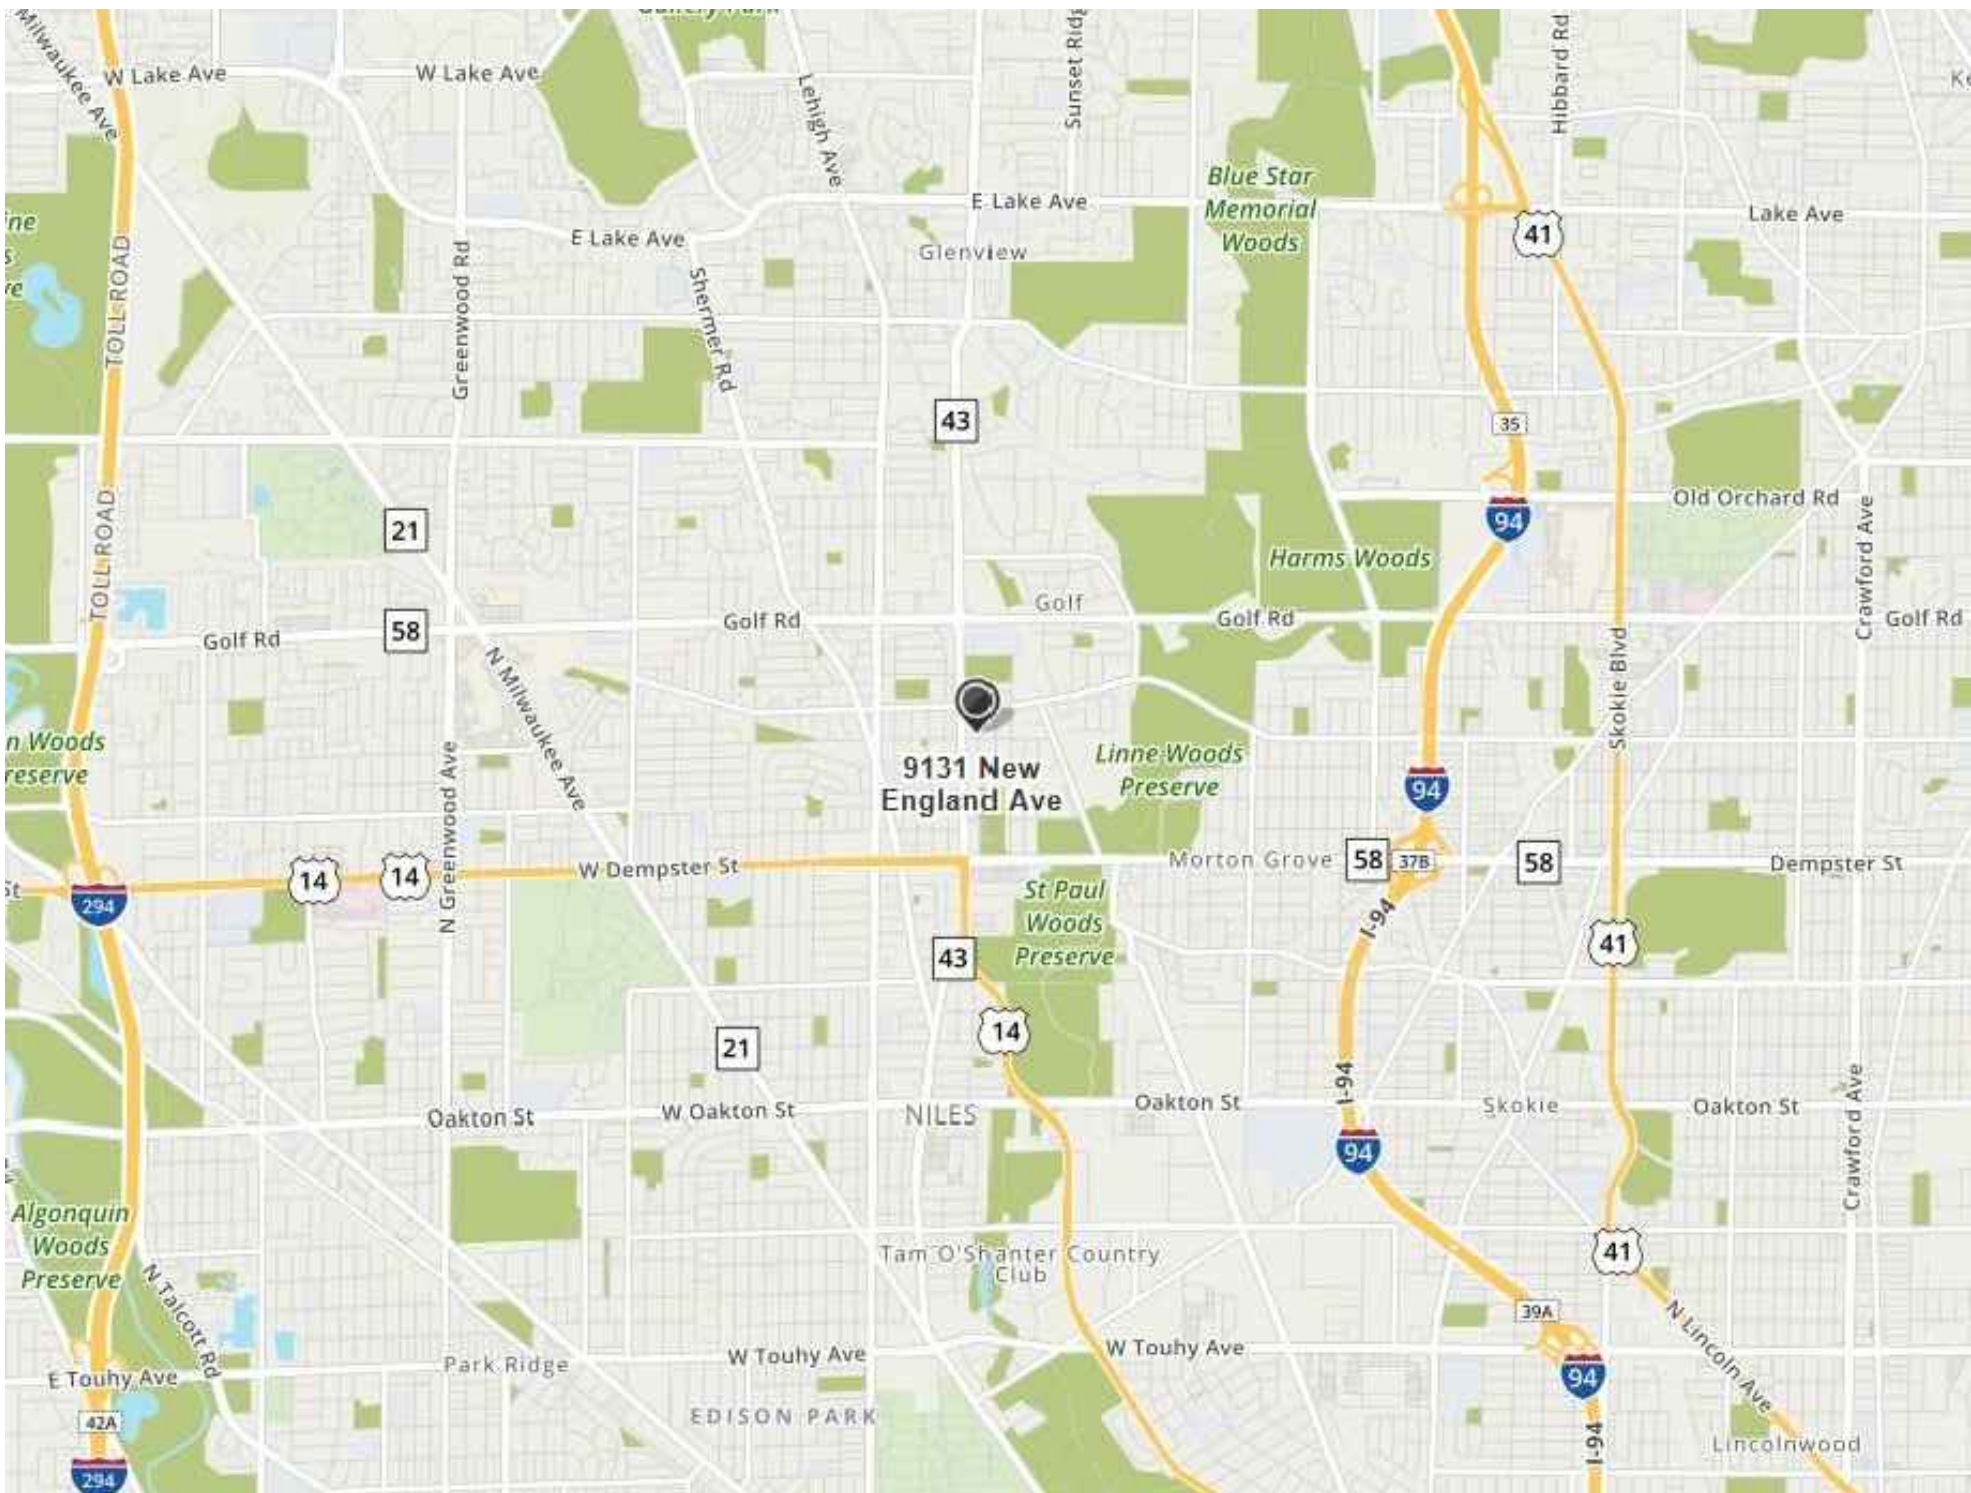 Milwaukee Ave
W Lake Ave
W Lake Ave
Lehigh Ave
Sunset Ridg
Hibbard Rd
Blue Star
Memorial
Woods
E Lake Ave
Lake Ave
41
E Lake Ave
Glenview
TOLL ROAD
Greenwood Rd
Shermer Rd
43
35
21
TOLL ROAD
94
Old Orchard Rd
Harms Woods
Crawford Ave
Golf
58
Golf Rd
Golf Rd
Golf Rd
Golf Rd
N Milwaukee Ave
Skokie Blvd
n Woods
reserve
9131 New
England Ave
Linne Woods
Preserve
94
N Greenwood Ave
W Dempster St
Morton Grove
58
37B
58
Dempster St
14
14
St
294
St Paul
Woods
Preserve
I-94
41
43
14
21
I-94
Oakton St
W Oakton St
NILES
Oakton St
Skokie
Oakton St
94
Crawford Ave
Algonquin
Woods
Preserve
Tam O'Shanter Country
Club
41
N Talcott Rd
39A
N Lincoln Ave
E Touhy Ave
Park Ridge
W Touhy Ave
W Touhy Ave
94
42A
EDISON PARK
I-94
Lincolnwood
294